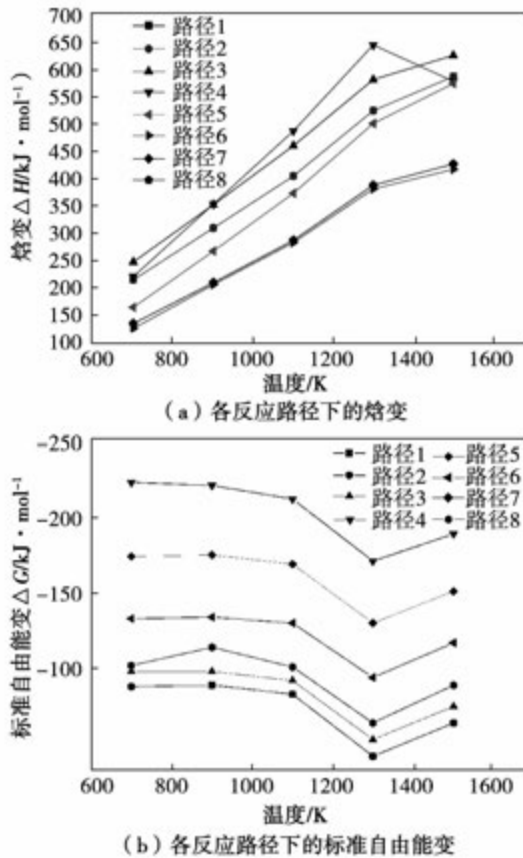 700
650
600
550
500
450
400
350
300
250
200
150
100
焓变△H/kJ·mol⁻¹)
路径1
路径2
路径3
路径4
路径5
路径6
路径7
路径8
600 800 1000 1200 1400 1600
温度/K
(a)各反应路径下的焓变
-250
-200
-150
-100
标准自由能变△G/kJ·mol⁻¹)
路径1 路径5
路径2 路径6
路径3 路径7
路径4 路径8
600 800 1000 1200 1400 1600
温度/K
(b)各反应路径下的标准自由能变